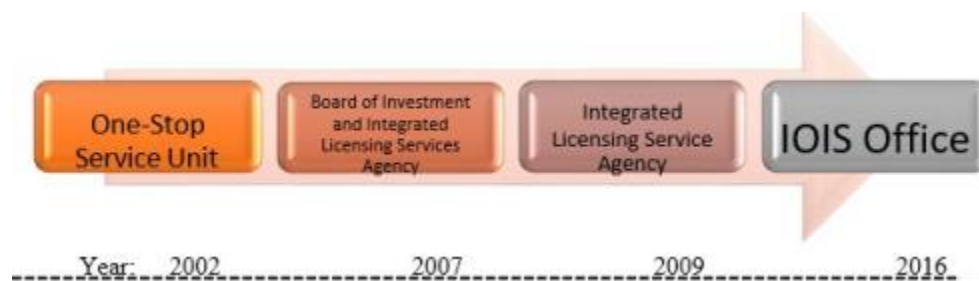 One-Stop
Service Unit
Board of Investment
and Integrated
Licensing Services
Agency
Integrated
Licensing Service
Agency
IOIS Office
Year: 2002 2007 2009 2016